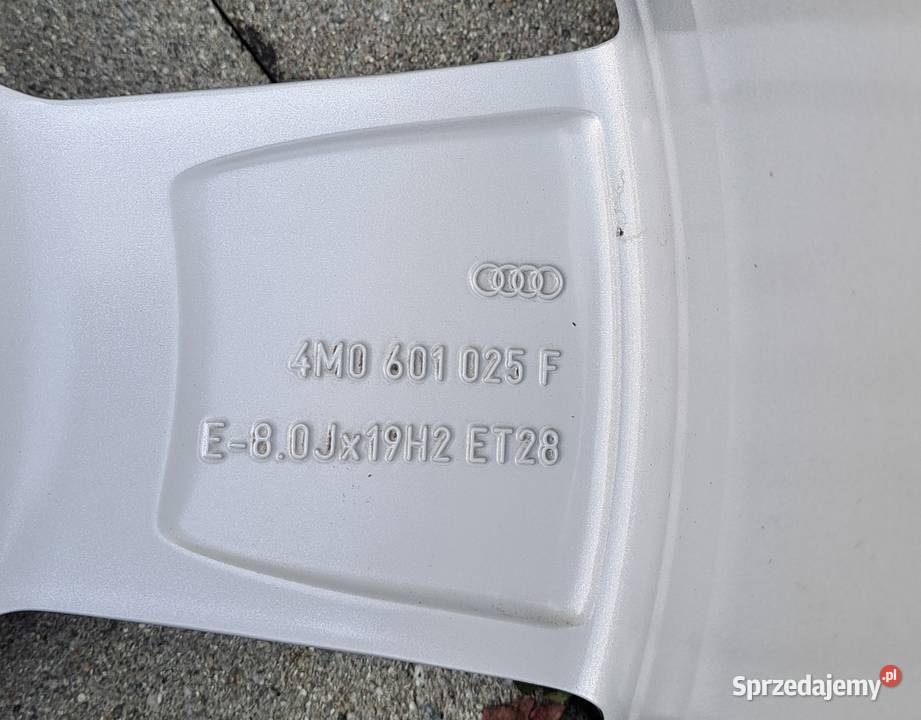 4M0 601 025 F
E-8.0Jx19H2 ET28
Sprzedajemy.pl